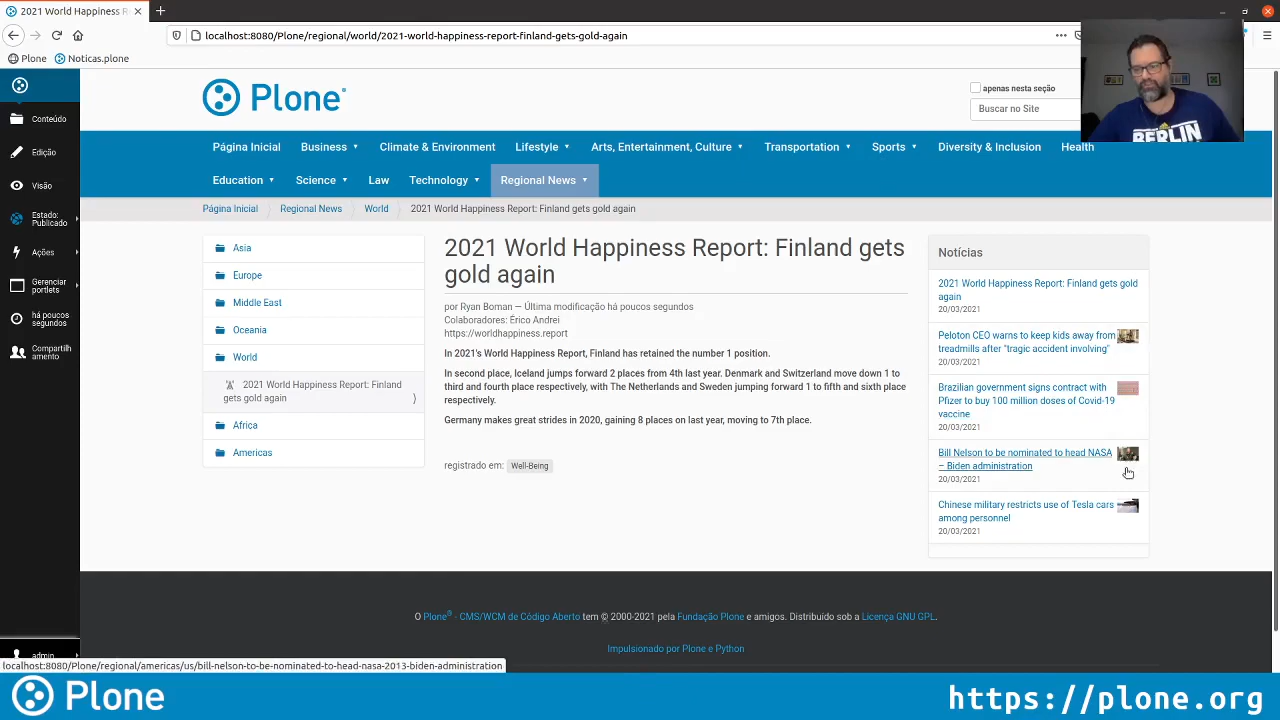 2021 World Happiness Rep
localhost:8080/Plone/regional/world/2021-world-happiness-report-finland-gets-gold-again
Plone
Noticas.plone
Plone
apenas nesta seção
Buscar no Site
BERLIN
Página Inicial
Business
Climate & Environment
Lifestyle
Arts, Entertainment, Culture
Transportation
Sports
Diversity & Inclusion
Health
Education
Science
Law
Technology
Regional News
Página Inicial
Regional News
World
2021 World Happiness Report: Finland gets gold again
Conteúdo
Edição
Visão
Estado:
Publicado
Ações
Gerenciar
portlets
há poucos
segundos
Compartilh
amento
admin
Asia
Europe
Middle East
Oceania
World
2021 World Happiness Report: Finland
gets gold again
Africa
Americas
2021 World Happiness Report: Finland gets
gold again
por Ryan Boman — Última modificação há poucos segundos
Colaboradores: Érico Andrei
https://worldhappiness.report
In 2021's World Happiness Report, Finland has retained the number 1 position.
In second place, Iceland jumps forward 2 places from 4th last year. Denmark and Switzerland move down 1 to
third and fourth place respectively, with The Netherlands and Sweden jumping forward 1 to fifth and sixth place
respectively.
Germany makes great strides in 2020, gaining 8 places on last year, moving to 7th place.
registrado em: Well-Being
Notícias
2021 World Happiness Report: Finland gets gold
again
20/03/2021
Peloton CEO warns to keep kids away from
treadmills after "tragic accident involving"
20/03/2021
Brazilian government signs contract with
Pfizer to buy 100 million doses of Covid-19
vaccine
20/03/2021
Bill Nelson to be nominated to head NASA
– Biden administration
20/03/2021
Chinese military restricts use of Tesla cars
among personnel
20/03/2021
O Plone® - CMS/WCM de Código Aberto tem © 2000-2021 pela Fundação Plone e amigos. Distribuído sob a Licença GNU GPL.
Impulsionado por Plone e Python
localhost:8080/Plone/regional/americas/us/bill-nelson-to-be-nominated-to-head-nasa-2013-biden-administration
Plone
https://plone.org